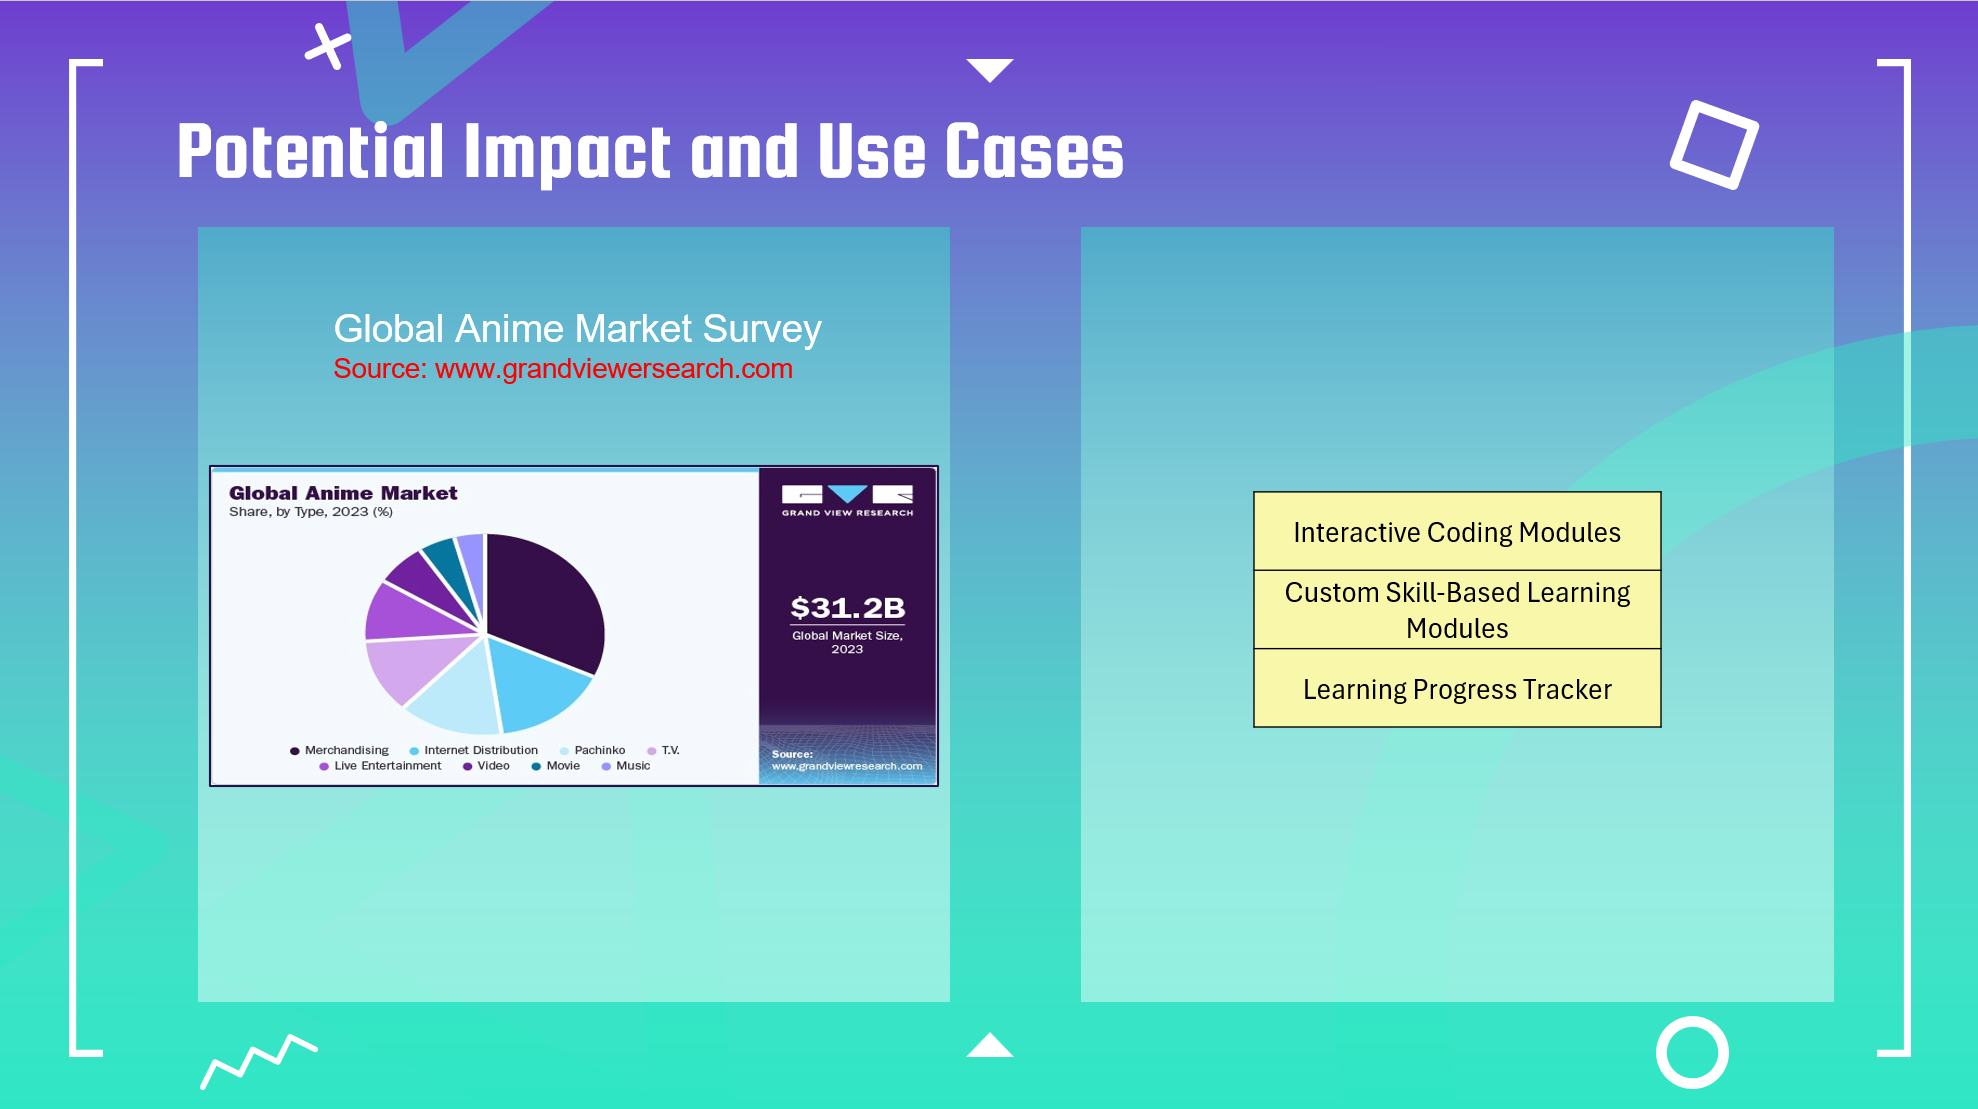 Potential Impact and Use Cases
Global Anime Market Survey
Source: www.grandviewersearch.com
Global Anime Market
Share, by Type, 2023 (%)
Merchandising Internet Distribution Pachinko T.V.
Live Entertainment Video Movie Music
GRAND VIEW RESEARCH
$31.2B
Global Market Size,
2023
Source:
www.grandviewresearch.com
Interactive Coding Modules
Custom Skill-Based Learning
Modules
Learning Progress Tracker